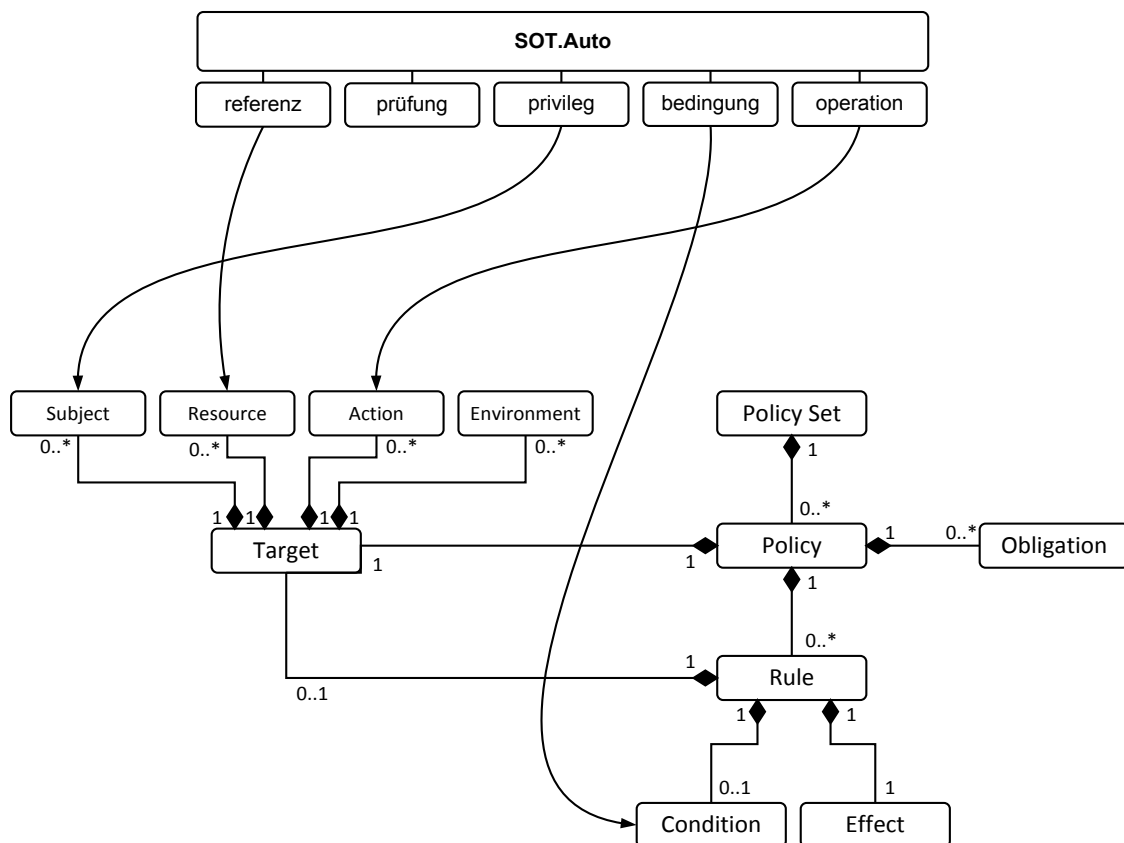 SOT.Auto
referenz
prüfung
privileg
bedingung
operation
Subject
Resource
Action
Environment
Policy Set
0..*
0..*
0..*
0..*
1
0..*
1
1
1
1
Target
Policy
Obligation
1
1
1
0..*
1
0..*
1
Rule
0..1
1
1
0..1
1
Condition
Effect